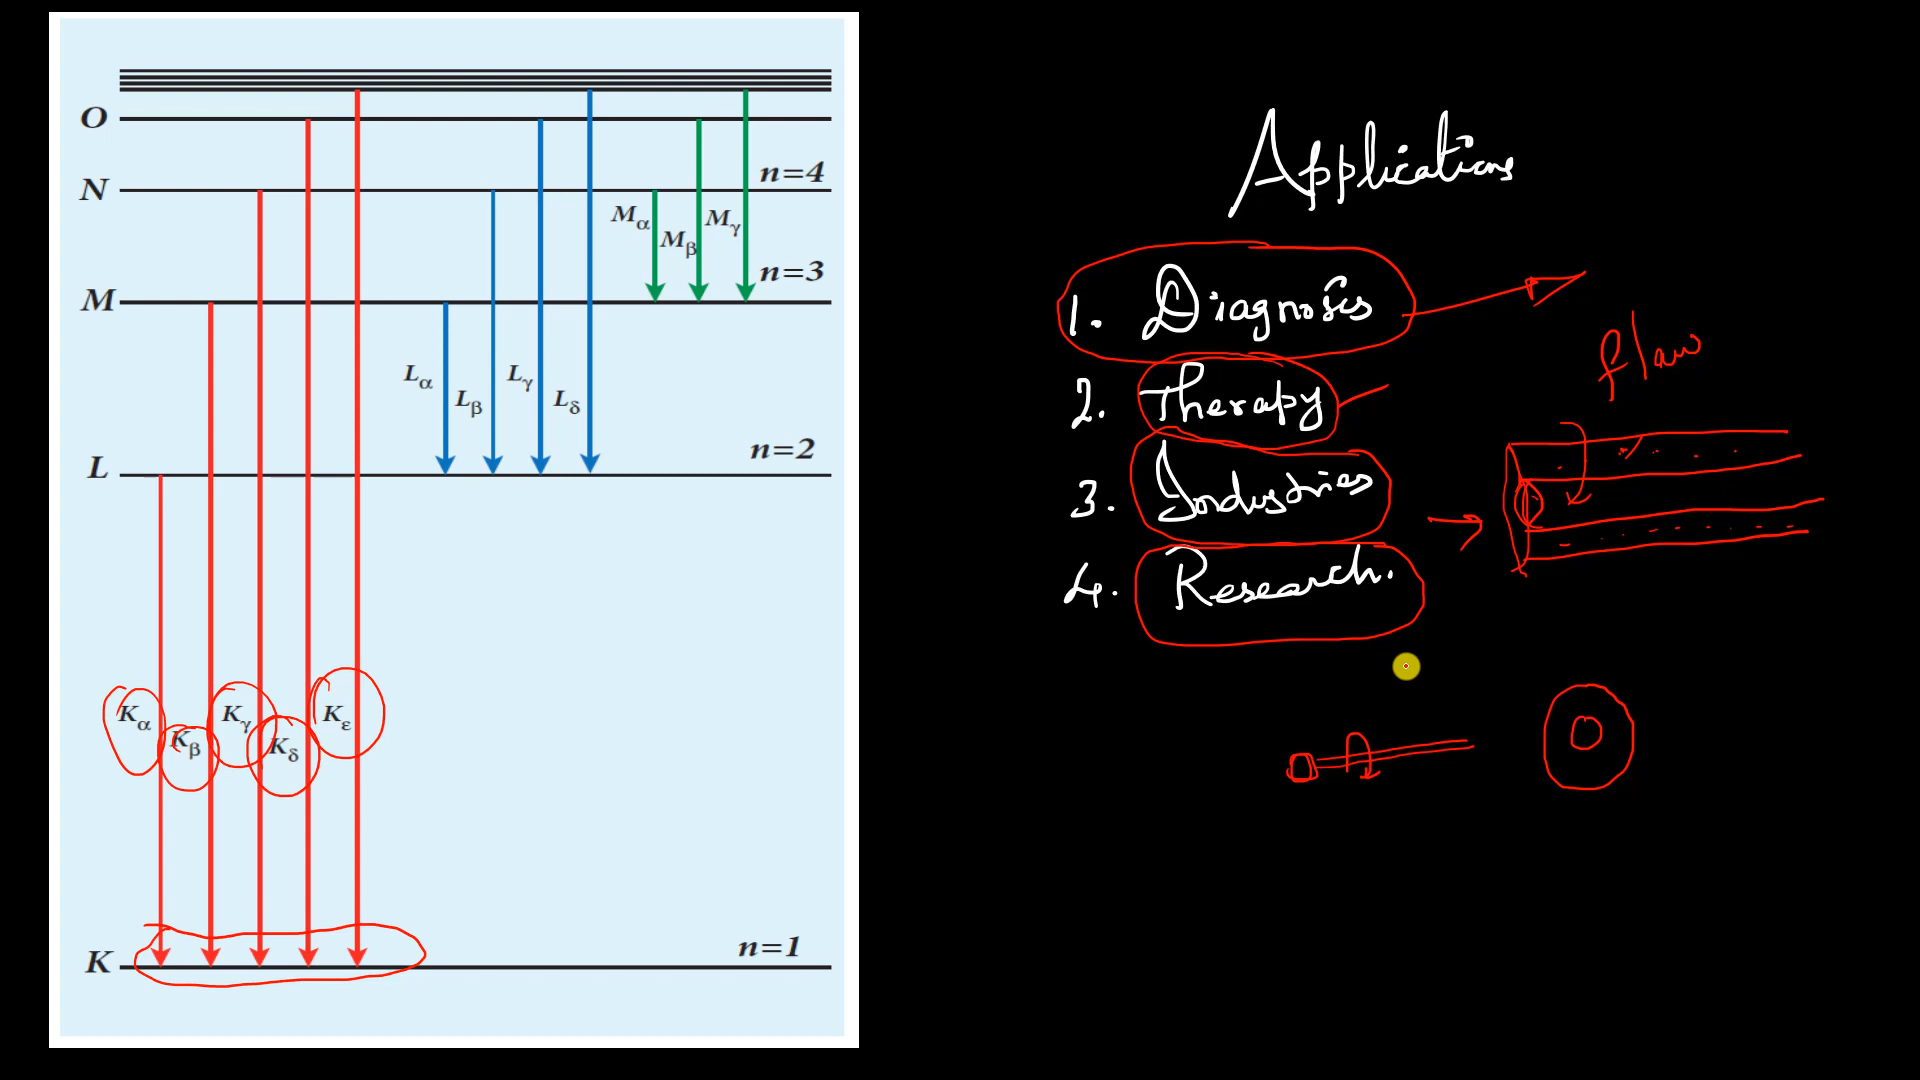 O
N n=4
Mα Mβ Mγ
M n=3
Lα Lβ Lγ Lδ
L n=2
Kα Kβ Kγ Kδ Kε
K n=1
Applications
1. Diagnosis
2. Therapy
3. Industries
4. Research.
flaw